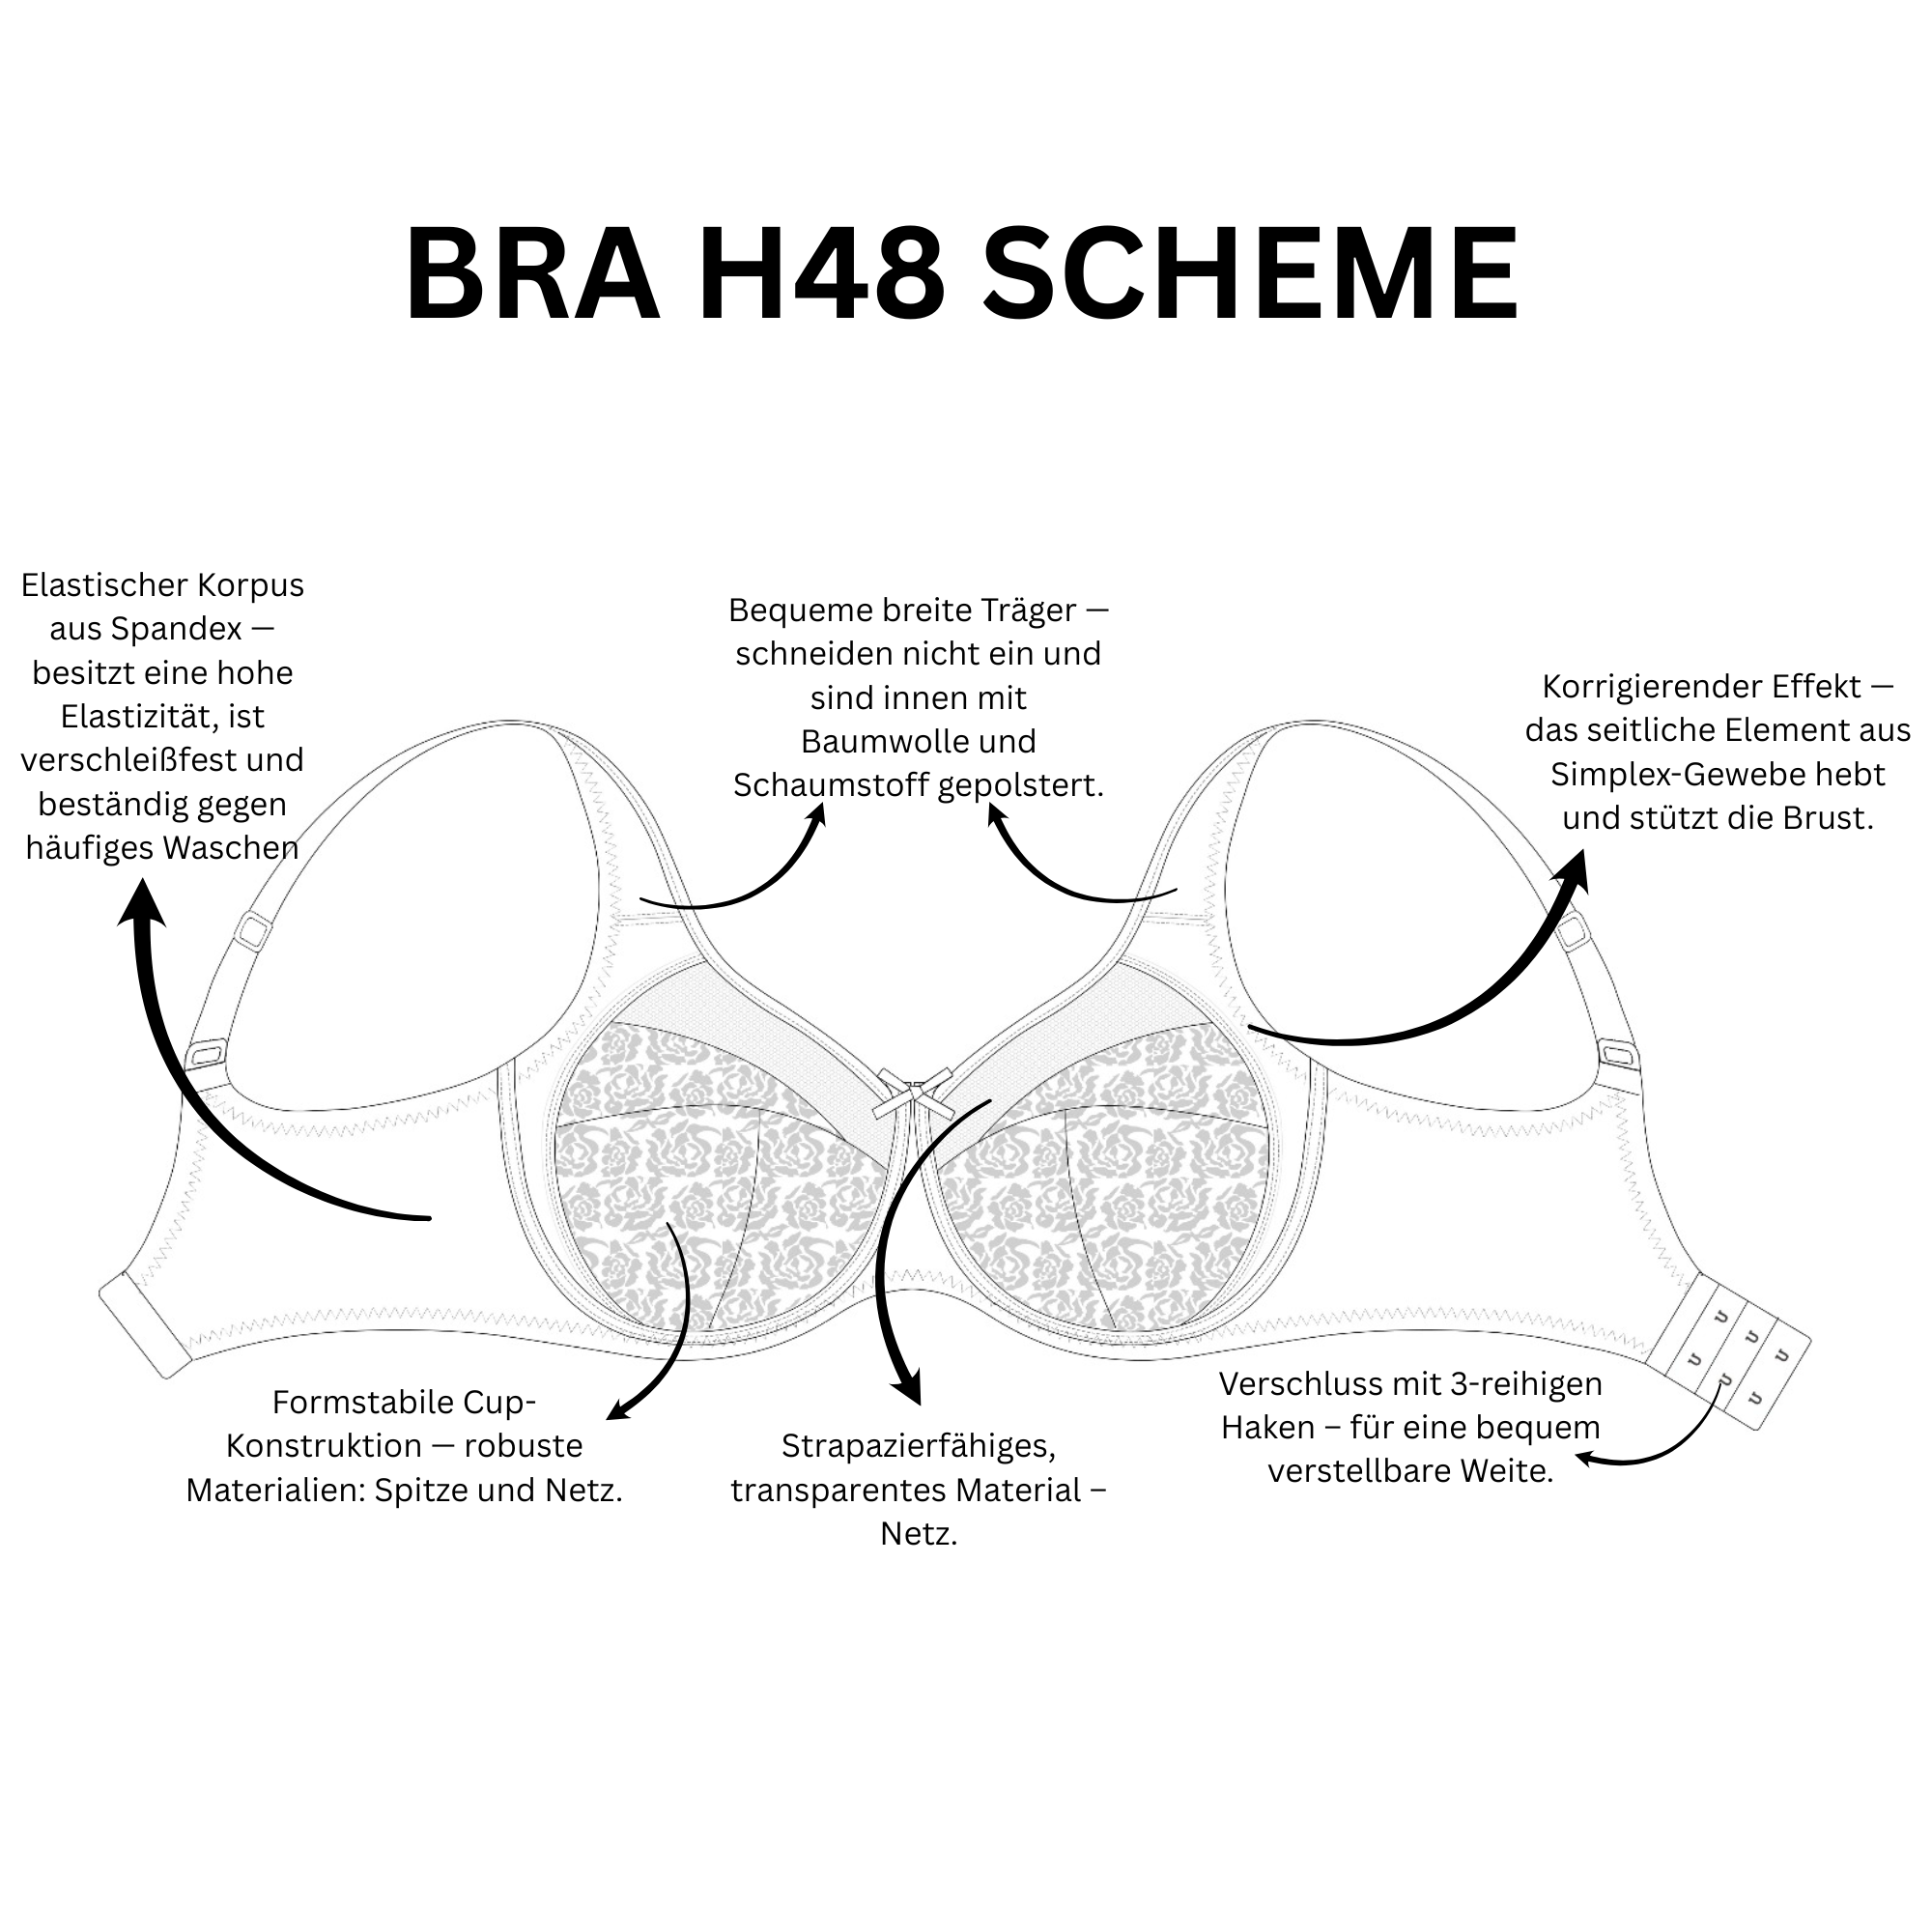 BRA H48 SCHEME
Elastischer Korpus
aus Spandex —
besitzt eine hohe
Elastizität, ist
verschleißfest und
beständig gegen
häufiges Waschen
Bequeme breite Träger —
schneiden nicht ein und
sind innen mit
Baumwolle und
Schaumstoff gepolstert.
Korrigierender Effekt —
das seitliche Element aus
Simplex-Gewebe hebt
und stützt die Brust.
Formstabile Cup-
Konstruktion — robuste
Materialien: Spitze und Netz.
Strapazierfähiges,
transparentes Material –
Netz.
Verschluss mit 3-reihigen
Haken – für eine bequem
verstellbare Weite.